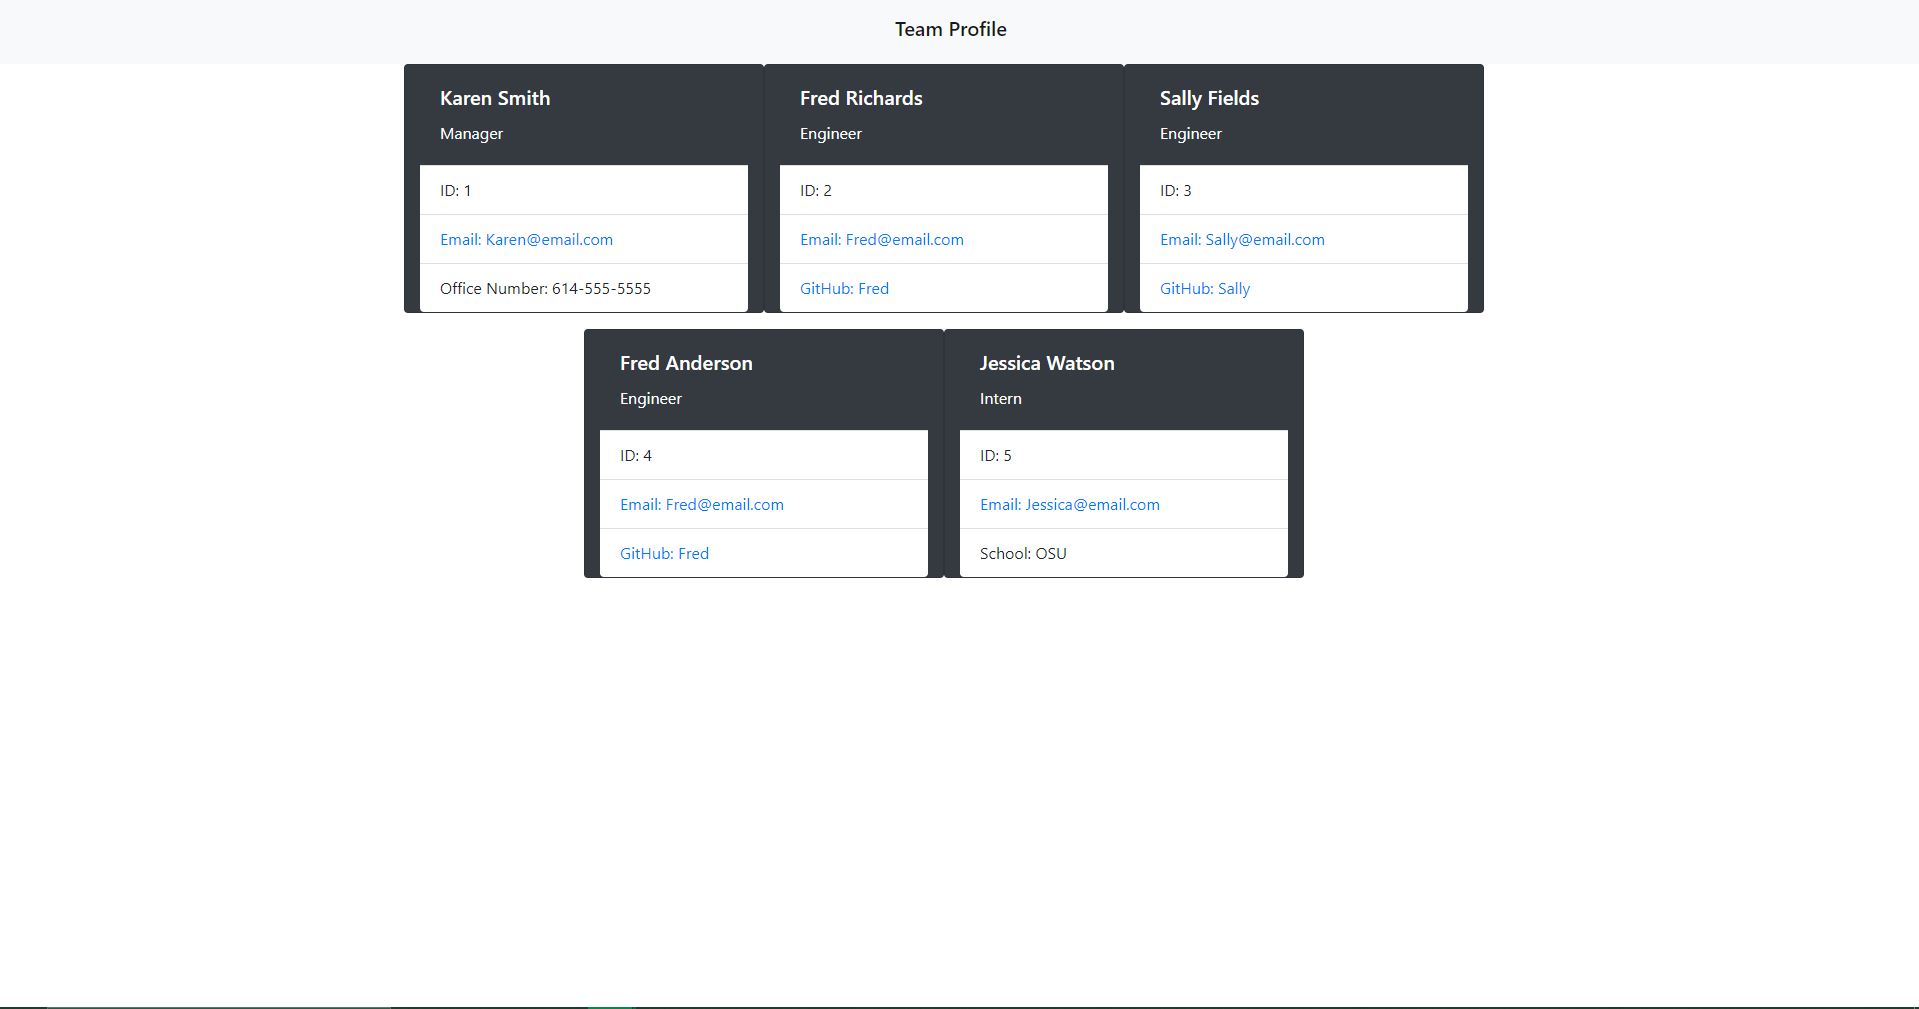 Team Profile
Karen Smith
Manager
ID: 1
Email: Karen@email.com
Office Number: 614-555-5555
Fred Richards
Engineer
ID: 2
Email: Fred@email.com
GitHub: Fred
Sally Fields
Engineer
ID: 3
Email: Sally@email.com
GitHub: Sally
Fred Anderson
Engineer
ID: 4
Email: Fred@email.com
GitHub: Fred
Jessica Watson
Intern
ID: 5
Email: Jessica@email.com
School: OSU